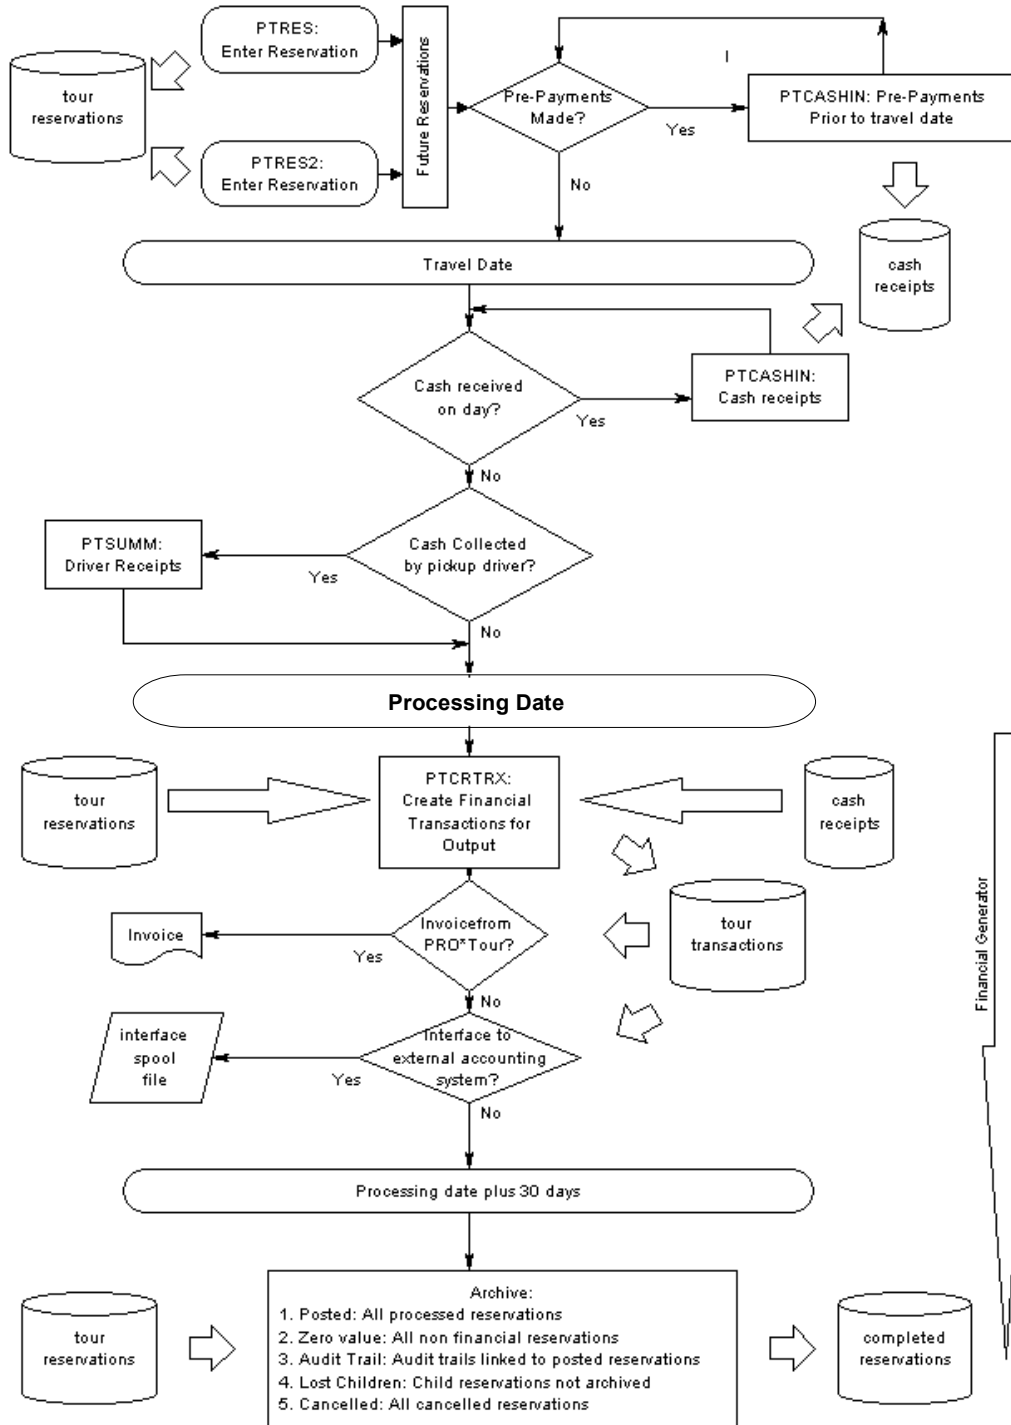 PTRES:
Enter Reservation
tour
reservations
PTRES2:
Enter Reservation
Future Reservations
Pre-Payments
Made?
Yes
I
PTCASHIN: Pre-Payments
Prior to travel date
No
cash
receipts
Travel Date
Cash received
on day?
Yes
PTCASHIN:
Cash receipts
No
Cash Collected
by pickup driver?
Yes
PTSUMM:
Driver Receipts
No
Processing Date
tour
reservations
PTCRTRX:
Create Financial
Transactions for
Output
cash
receipts
tour
transactions
Financial Generator
Invoicefrom
PRO*Tour?
Yes
Invoice
No
Interface to
external accounting
system?
Yes
interface
spool
file
No
Processing date plus 30 days
tour
reservations
Archive:
1. Posted: All processed reservations
2. Zero value: All non financial reservations
3. Audit Trail: Audit trails linked to posted reservations
4. Lost Children: Child reservations not archived
5. Cancelled: All cancelled reservations
completed
reservations